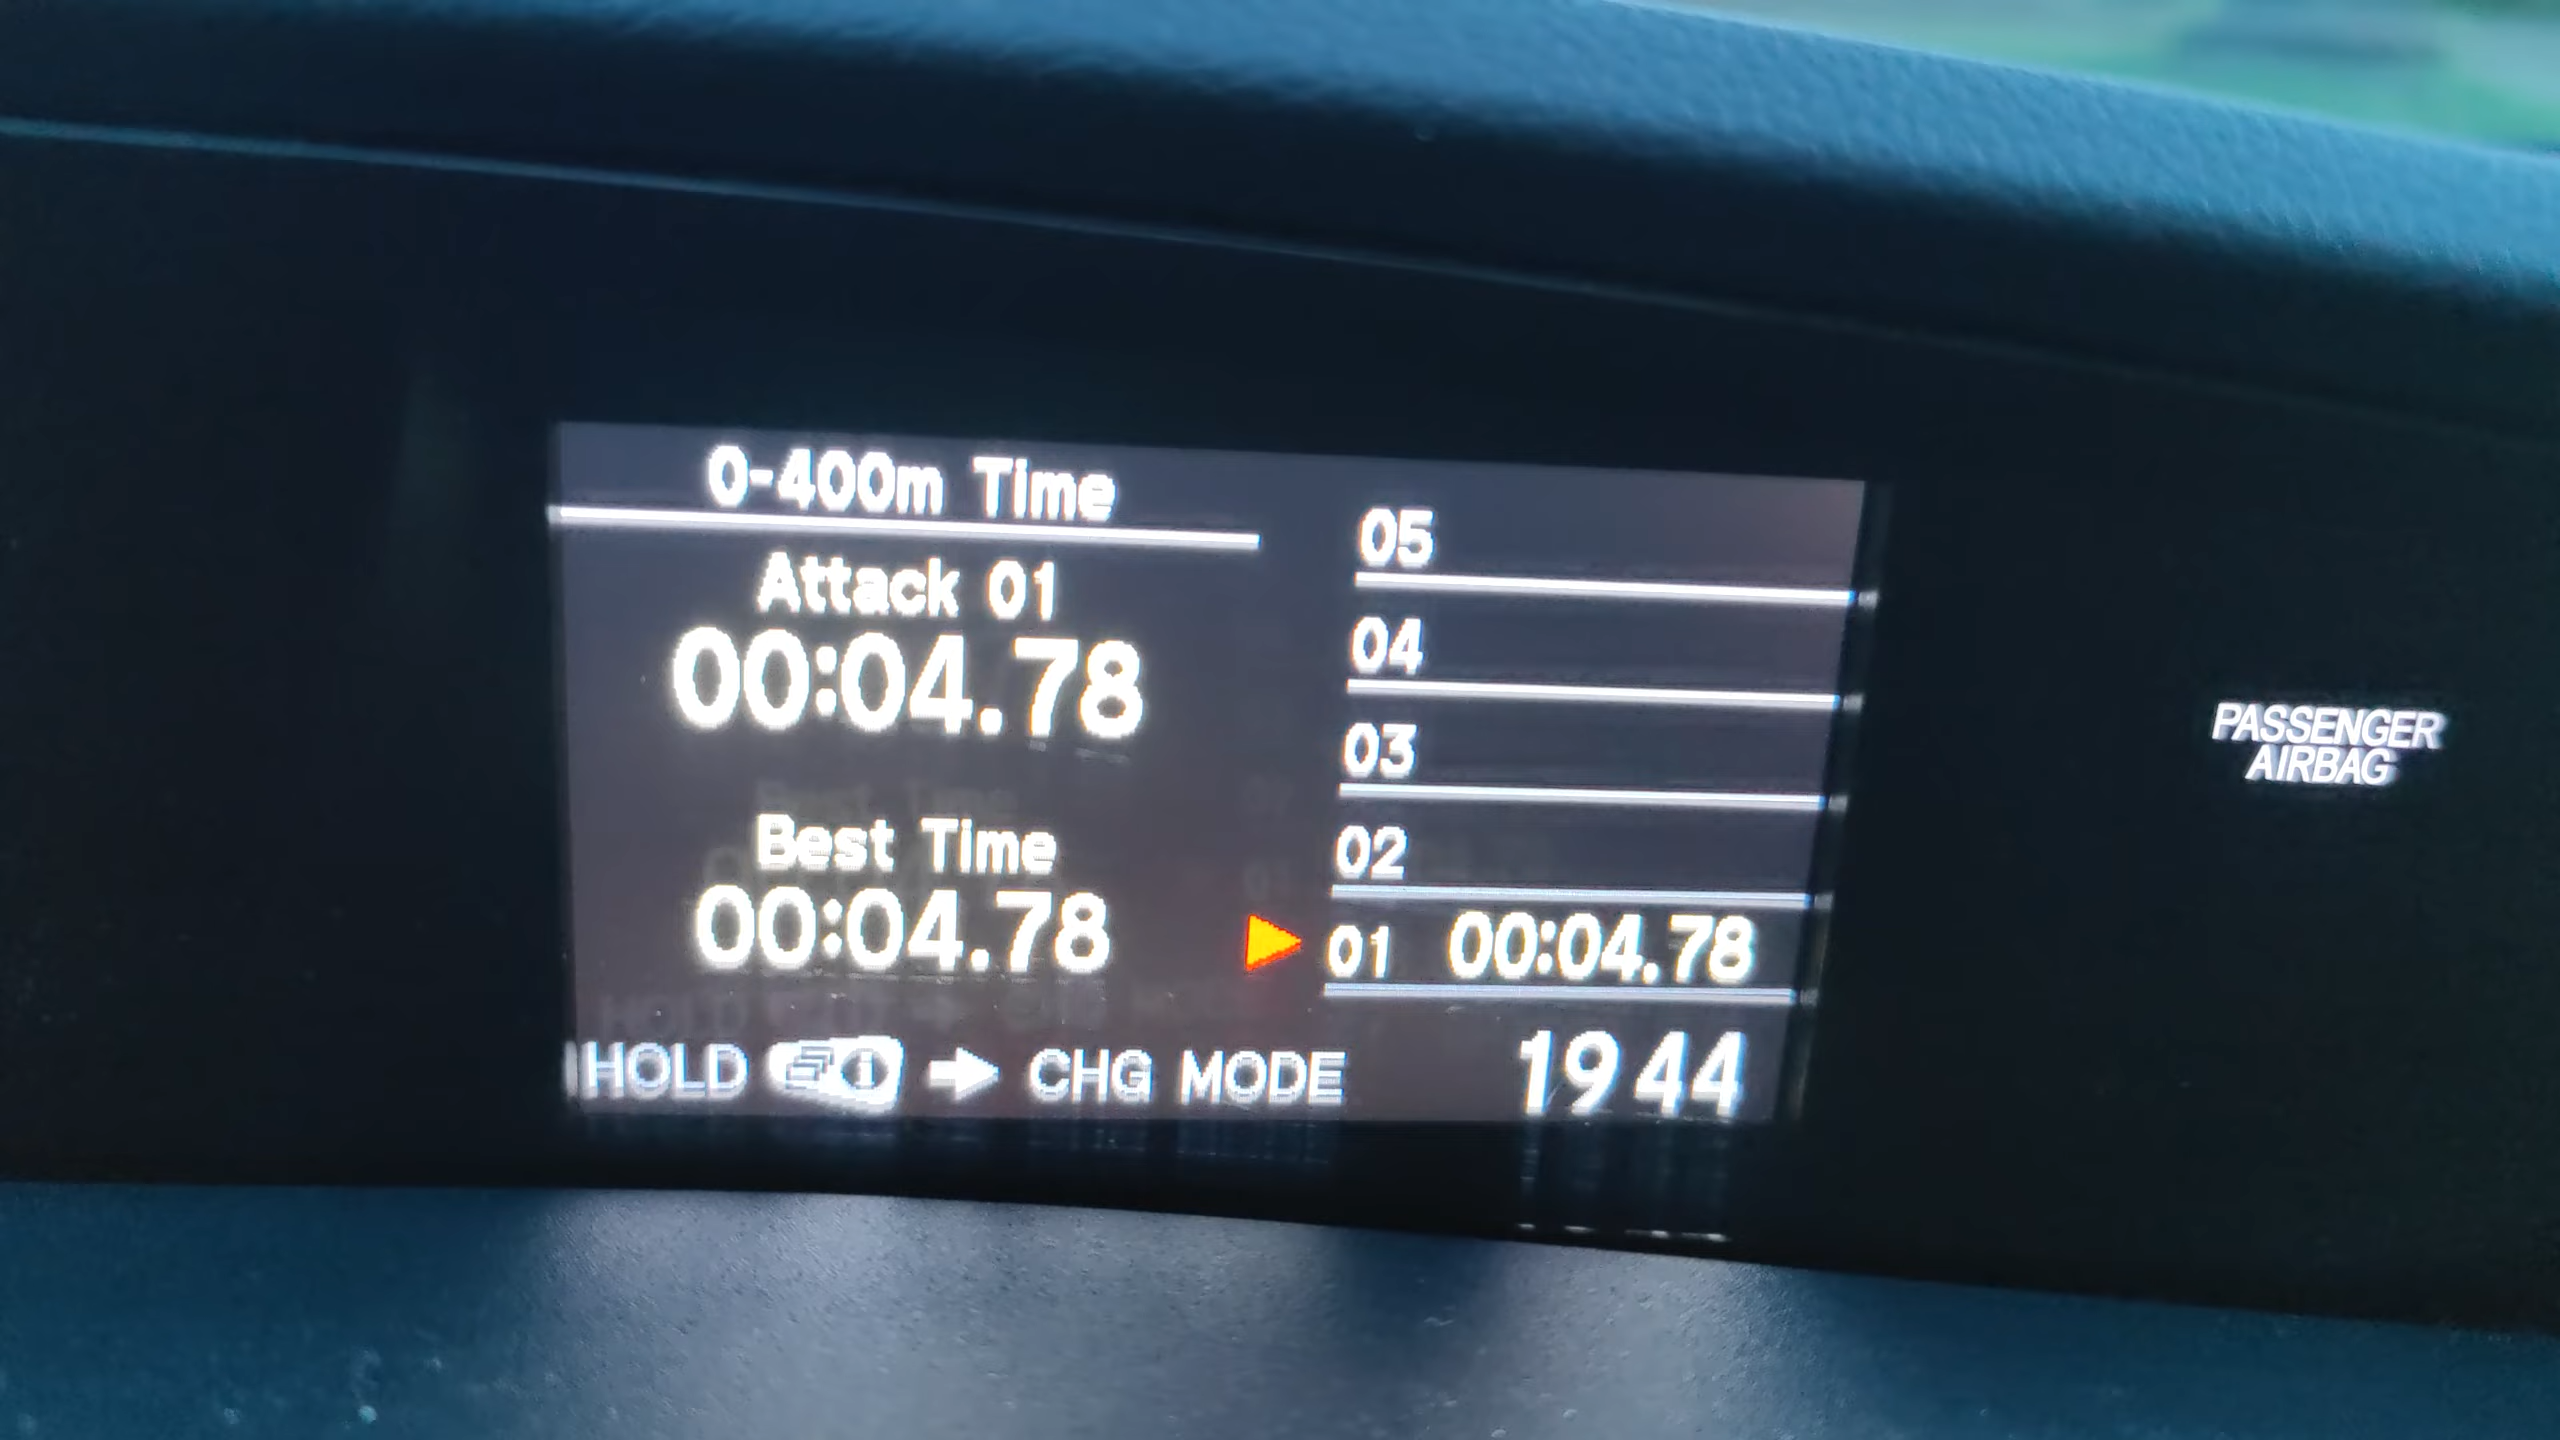 0-400m Time
Attack 01
00:04.78
Best Time
00:04.78
HOLD i → CHG MODE
05
04
03
02
01 00:04.78
19 44
PASSENGER
AIRBAG